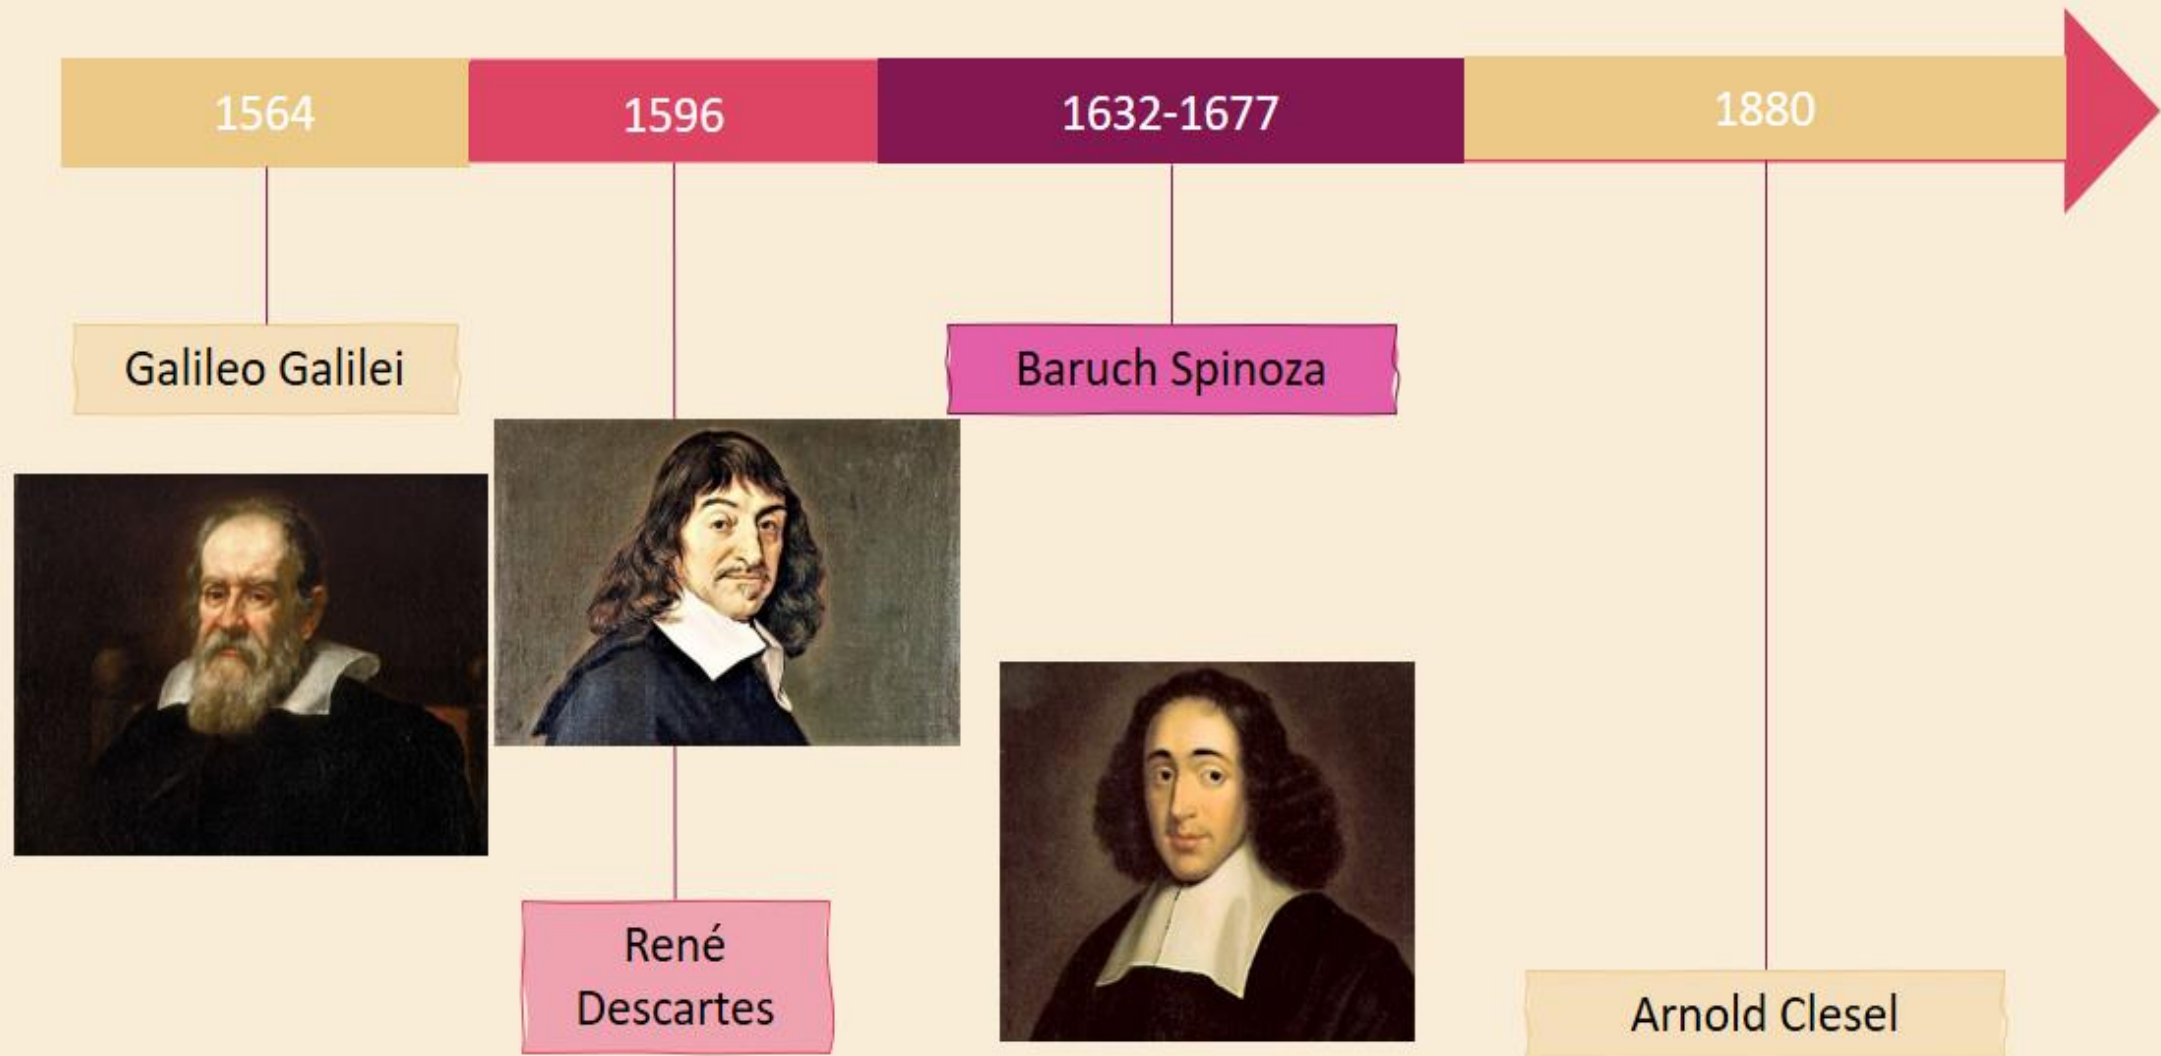 1564
1596
1632-1677
1880
Galileo Galilei
Baruch Spinoza
René
Descartes
Arnold Clesel